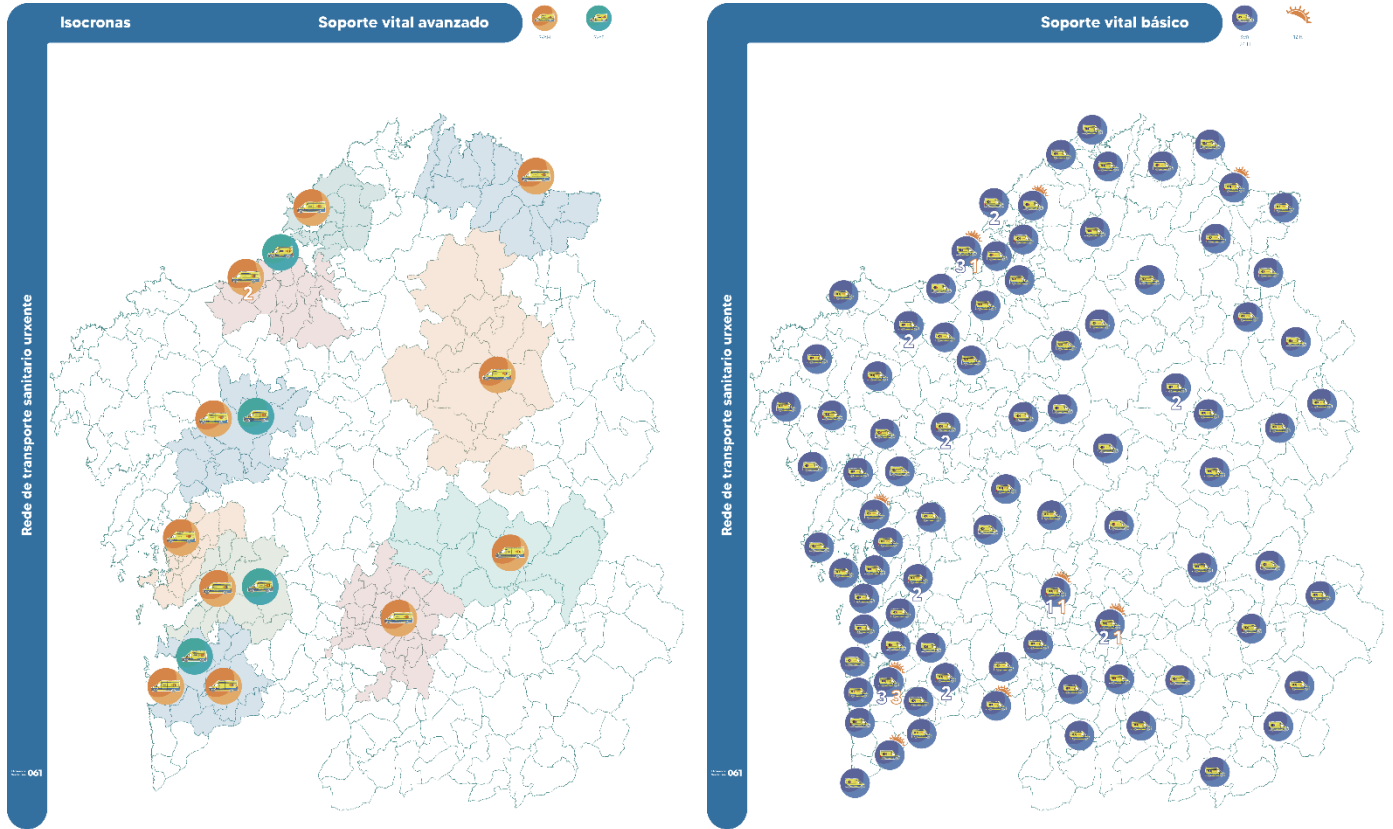 Isocronas
Soporte vital avanzado
Rede de transporte sanitario urxente
061
2
Soporte vital básico
Rede de transporte sanitario urxente
061
2
3 1
2
2
2
2
1 1
2 1
3 3
2